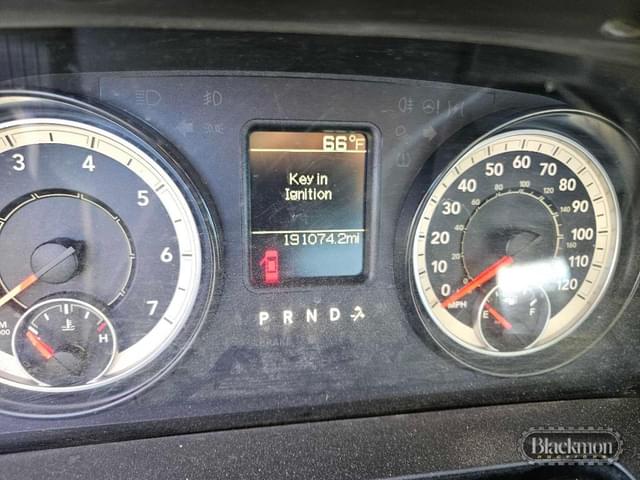 66°F
Key in
Ignition
191074.2mi
P R N D
3 4 5 6 7
H
0 10 20 30 40 50 60 70 80 90 100 110 120
MPH
E F
Blackmon
AUCTIONS